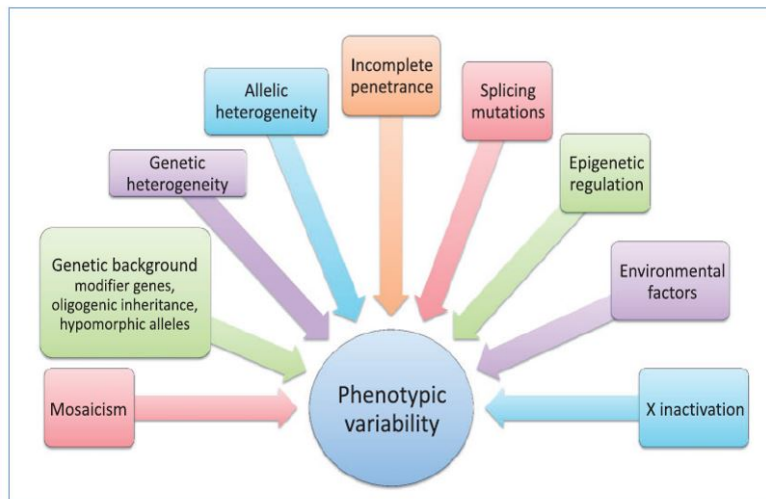 Incomplete
penetrance
Allelic
heterogeneity
Splicing
mutations
Genetic
heterogeneity
Epigenetic
regulation
Genetic background
modifier genes,
oligogenic inheritance,
hypomorphic alleles
Environmental
factors
Mosaicism
Phenotypic
variability
X inactivation